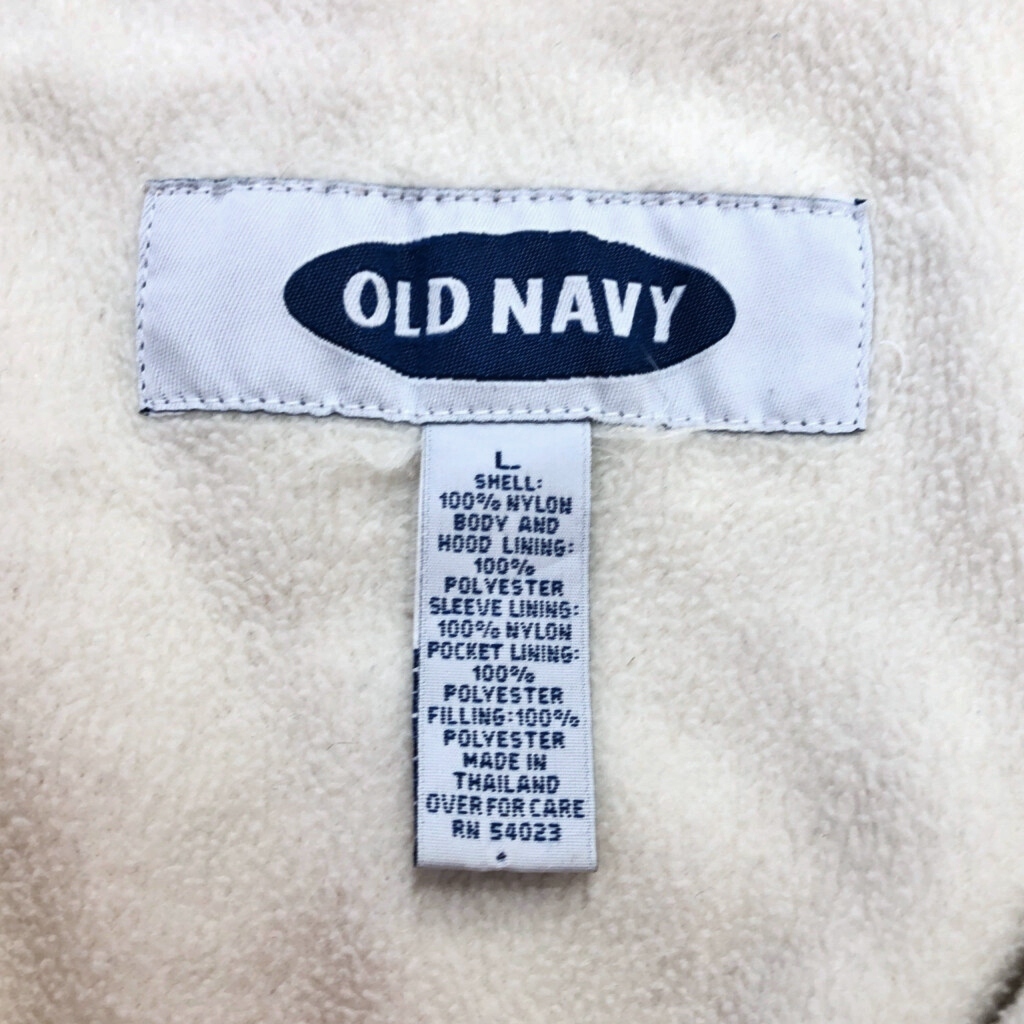 OLD NAVY
L
SHELL:
100% NYLON
BODY AND
HOOD LINING:
100%
POLYESTER
SLEEVE LINING:
100% NYLON
POCKET LINING:
100%
POLYESTER
FILLING:100%
POLYESTER
MADE IN
THAILAND
OVER FOR CARE
RN 54023